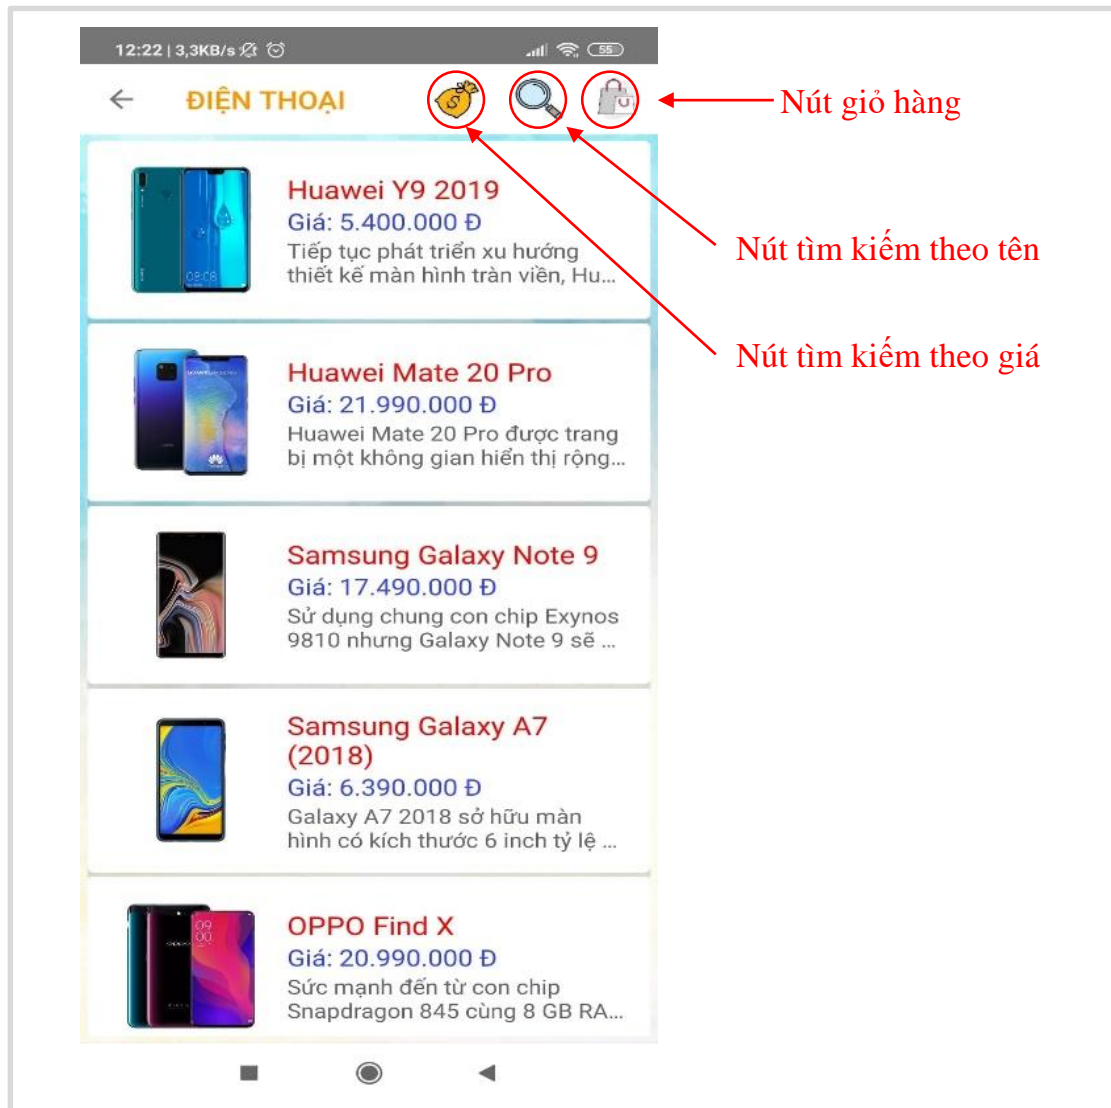 12:22 | 3,3KB/s
55
ĐIỆN THOẠI
Nút giỏ hàng
Huawei Y9 2019
Giá: 5.400.000 Đ
Tiếp tục phát triển xu hướng
thiết kế màn hình tràn viền, Hu...
Nút tìm kiếm theo tên
Nút tìm kiếm theo giá
Huawei Mate 20 Pro
Giá: 21.990.000 Đ
Huawei Mate 20 Pro được trang
bị một không gian hiển thị rộng...
Samsung Galaxy Note 9
Giá: 17.490.000 Đ
Sử dụng chung con chip Exynos
9810 nhưng Galaxy Note 9 sẽ ...
Samsung Galaxy A7
(2018)
Giá: 6.390.000 Đ
Galaxy A7 2018 sở hữu màn
hình có kích thước 6 inch tỷ lệ ...
OPPO Find X
Giá: 20.990.000 Đ
Sức mạnh đến từ con chip
Snapdragon 845 cùng 8 GB RA...